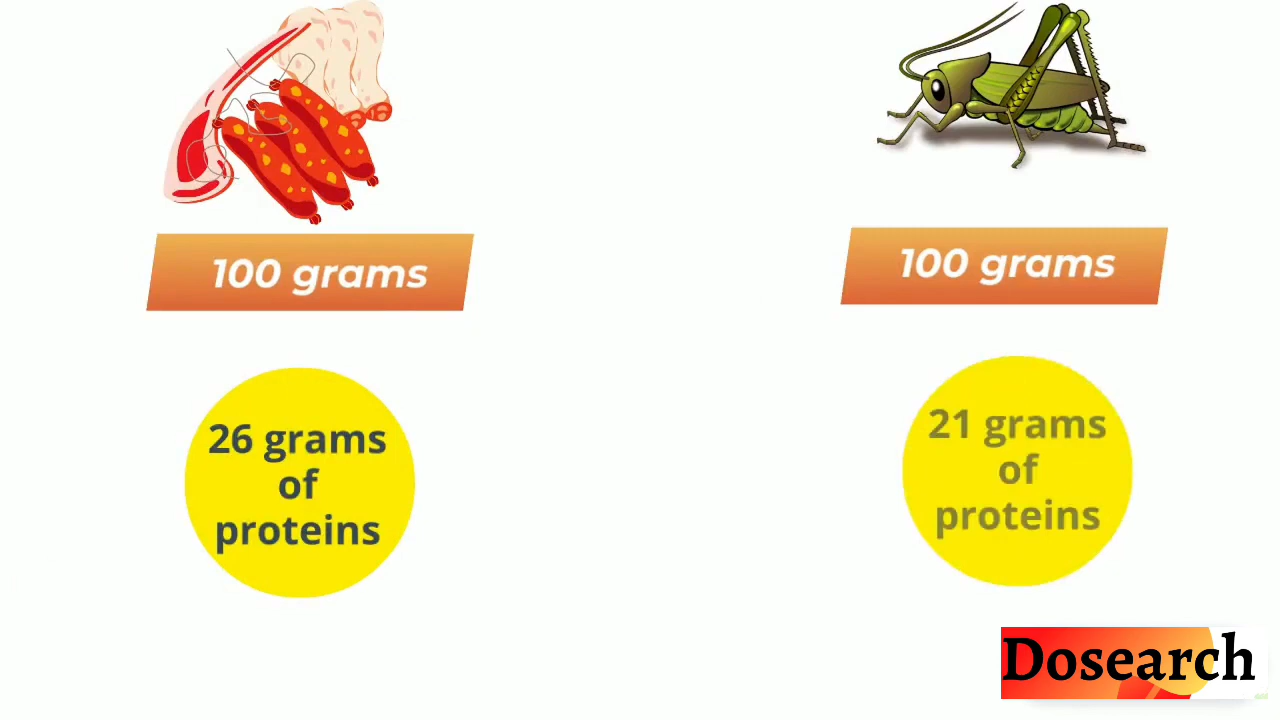 100 grams
100 grams
26 grams
of
proteins
21 grams
of
proteins
Dosearch